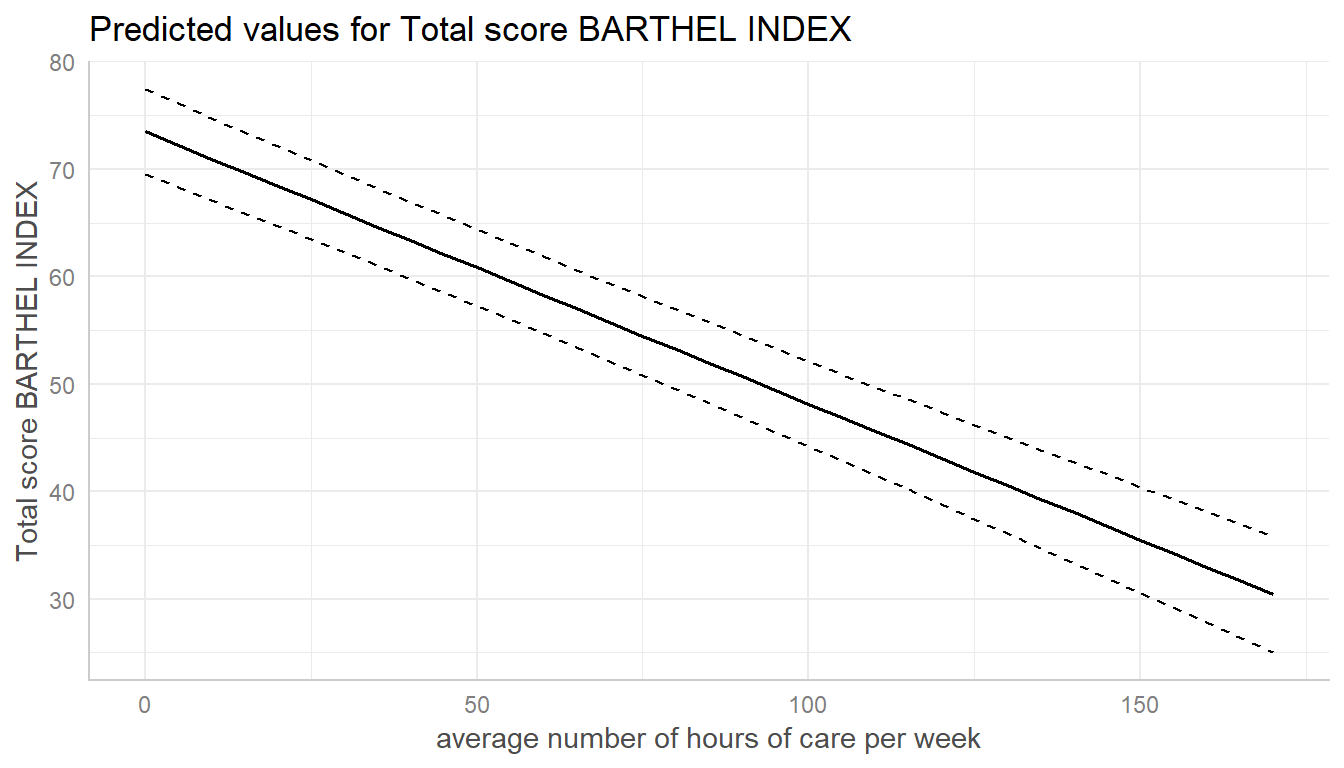 Predicted values for Total score BARTHEL INDEX
Total score BARTHEL INDEX
80
70
60
50
40
30
0 50 100 150
average number of hours of care per week